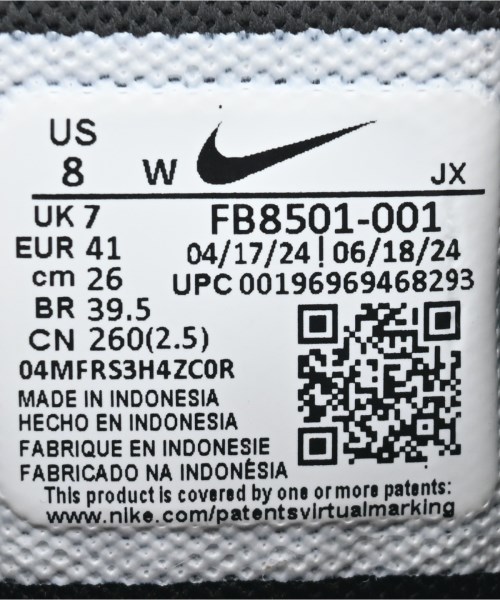 US
8 W JX
UK 7 FB8501-001
EUR 41 04/17/24 | 06/18/24
cm 26 UPC 00196969468293
BR 39.5
CN 260(2.5)
04MFRS3H4ZC0R
MADE IN INDONESIA
HECHO EN INDONESIA
FABRIQUE EN INDONESIE
FABRICADO NA INDONÉSIA
This product is covered by one or more patents:
www.nike.com/patentsvirtualmarking